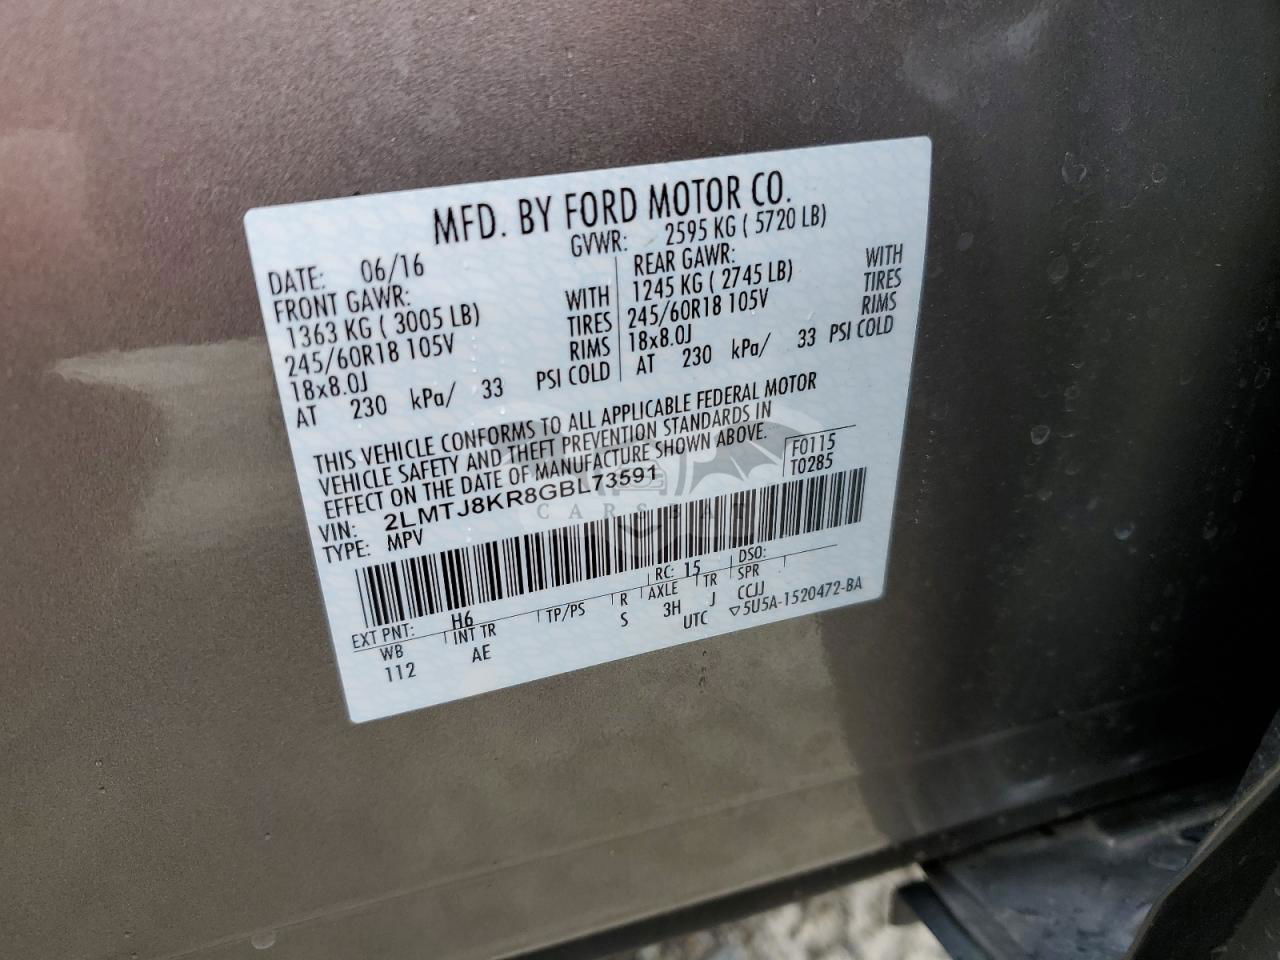 MFD. BY FORD MOTOR CO.
DATE: 06/16 GVWR: 2595 KG ( 5720 LB)
FRONT GAWR: REAR GAWR:
1363 KG ( 3005 LB) WITH 1245 KG ( 2745 LB) WITH
245/60R18 105V TIRES 245/60R18 105V TIRES
18x8.0J RIMS 18x8.0J RIMS
AT 230 kPa/ 33 PSI COLD AT 230 kPa/ 33 PSI COLD
THIS VEHICLE CONFORMS TO ALL APPLICABLE FEDERAL MOTOR
VEHICLE SAFETY AND THEFT PREVENTION STANDARDS IN
EFFECT ON THE DATE OF MANUFACTURE SHOWN ABOVE.
VIN: 2LMTJ8KR8GBL73591 F0115
TYPE: MPV T0285
CARSBAT
EXT PNT: H6 RC: 15 DSO:
WB INT TR TP/PS R AXLE TR SPR
112 AE S 3H J CCJJ
UTC ▽5U5A-1520472-BA